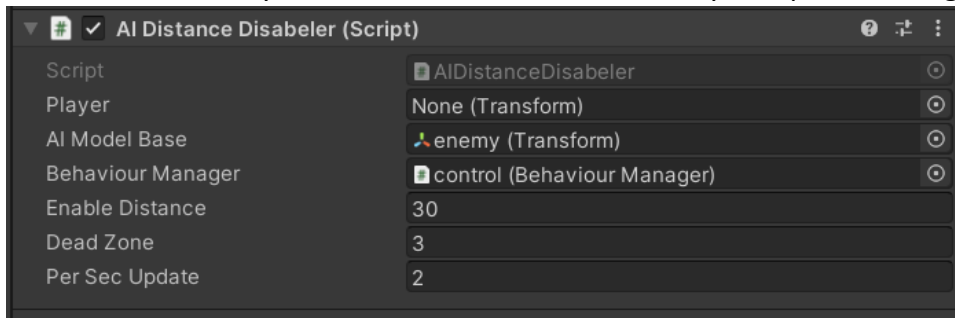 AI Distance Disabeler (Script)
Script AIDistanceDisabeler
Player None (Transform)
AI Model Base enemy (Transform)
Behaviour Manager control (Behaviour Manager)
Enable Distance 30
Dead Zone 3
Per Sec Update 2